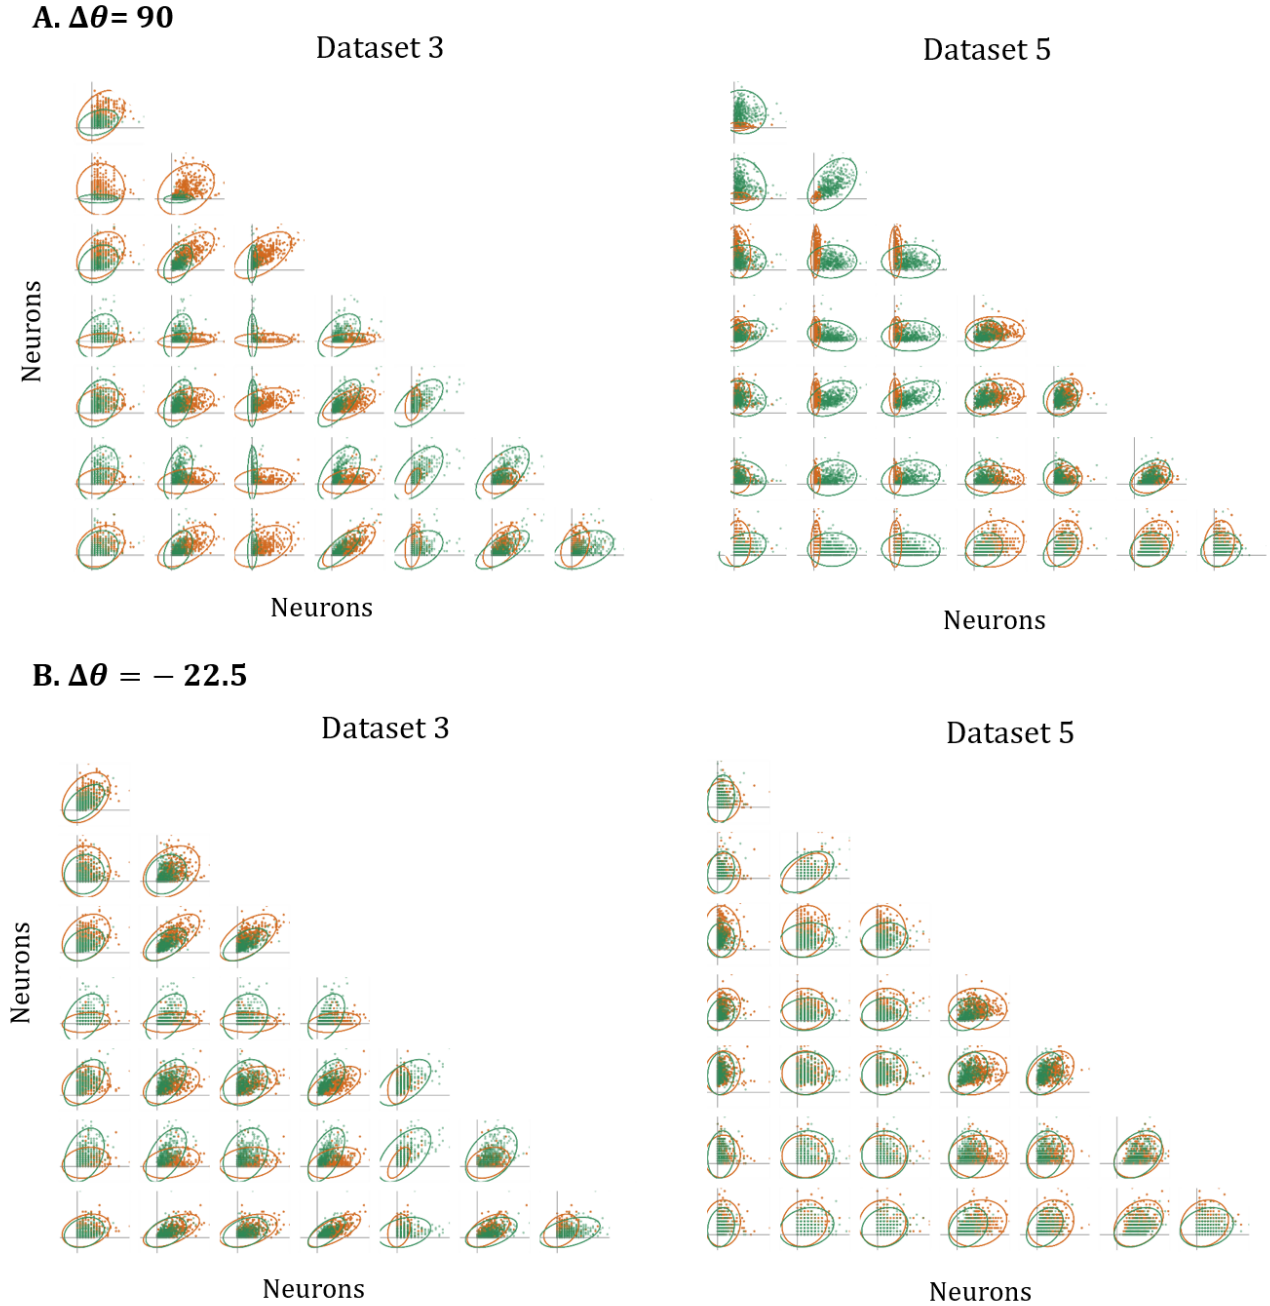 A. Δθ= 90
Dataset 3
Dataset 5
Neurons
Neurons
Neurons
B. Δθ = − 22.5
Dataset 3
Dataset 5
Neurons
Neurons
Neurons